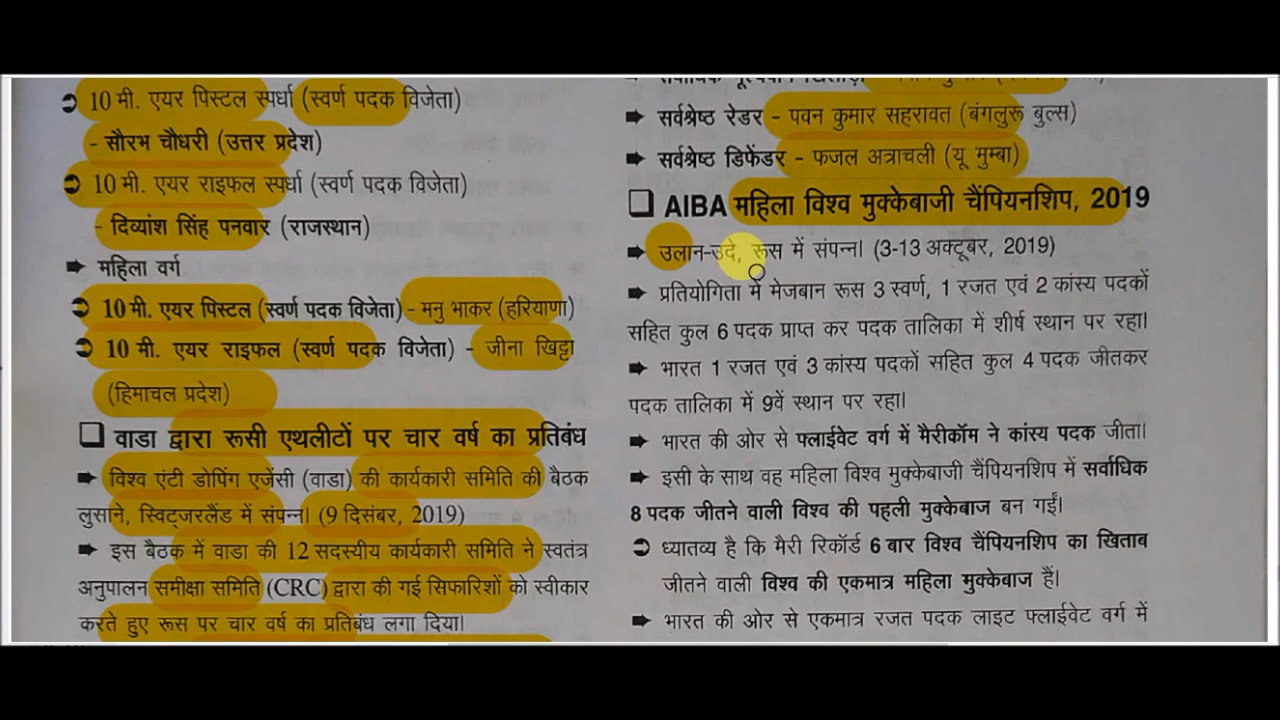 10 मी. एयर पिस्टल स्पर्धा (स्वर्ण पदक विजेता)
- सौरभ चौधरी (उत्तर प्रदेश)
10 मी. एयर राइफल स्पर्धा (स्वर्ण पदक विजेता)
- दिव्यांश सिंह पनवार (राजस्थान)
महिला वर्ग
10 मी. एयर पिस्टल (स्वर्ण पदक विजेता) - मनु भाकर (हरियाणा)
10 मी. एयर राइफल (स्वर्ण पदक विजेता) - जीना खिट्टा
(हिमाचल प्रदेश)
वाडा द्वारा रूसी एथलीटों पर चार वर्ष का प्रतिबंध
विश्व एंटी डोपिंग एजेंसी (वाडा) की कार्यकारी समिति की बैठक
लुसाने, स्विट्जरलैंड में संपन्न। (9 दिसंबर, 2019)
इस बैठक में वाडा की 12 सदस्यीय कार्यकारी समिति ने स्वतंत्र
अनुपालन समीक्षा समिति (CRC) द्वारा की गई सिफारिशों को स्वीकार
करते हुए रूस पर चार वर्ष का प्रतिबंध लगा दिया।
सर्वश्रेष्ठ रेडर - पवन कुमार सहरावत (बंगलुरू बुल्स)
सर्वश्रेष्ठ डिफेंडर - फजल अत्राचली (यू मुम्बा)
AIBA महिला विश्व मुक्केबाजी चैंपियनशिप, 2019
उलान-उदे, रूस में संपन्न। (3-13 अक्टूबर, 2019)
प्रतियोगिता में मेजबान रूस 3 स्वर्ण, 1 रजत एवं 2 कांस्य पदकों
सहित कुल 6 पदक प्राप्त कर पदक तालिका में शीर्ष स्थान पर रहा।
भारत 1 रजत एवं 3 कांस्य पदकों सहित कुल 4 पदक जीतकर
पदक तालिका में 9वें स्थान पर रहा।
भारत की ओर से फ्लाईवेट वर्ग में मैरीकॉम ने कांस्य पदक जीता।
इसी के साथ वह महिला विश्व मुक्केबाजी चैंपियनशिप में सर्वाधिक
8 पदक जीतने वाली विश्व की पहली मुक्केबाज बन गईं।
ध्यातव्य है कि मैरी रिकॉर्ड 6 बार विश्व चैंपियनशिप का खिताब
जीतने वाली विश्व की एकमात्र महिला मुक्केबाज हैं।
भारत की ओर से एकमात्र रजत पदक लाइट फ्लाईवेट वर्ग में